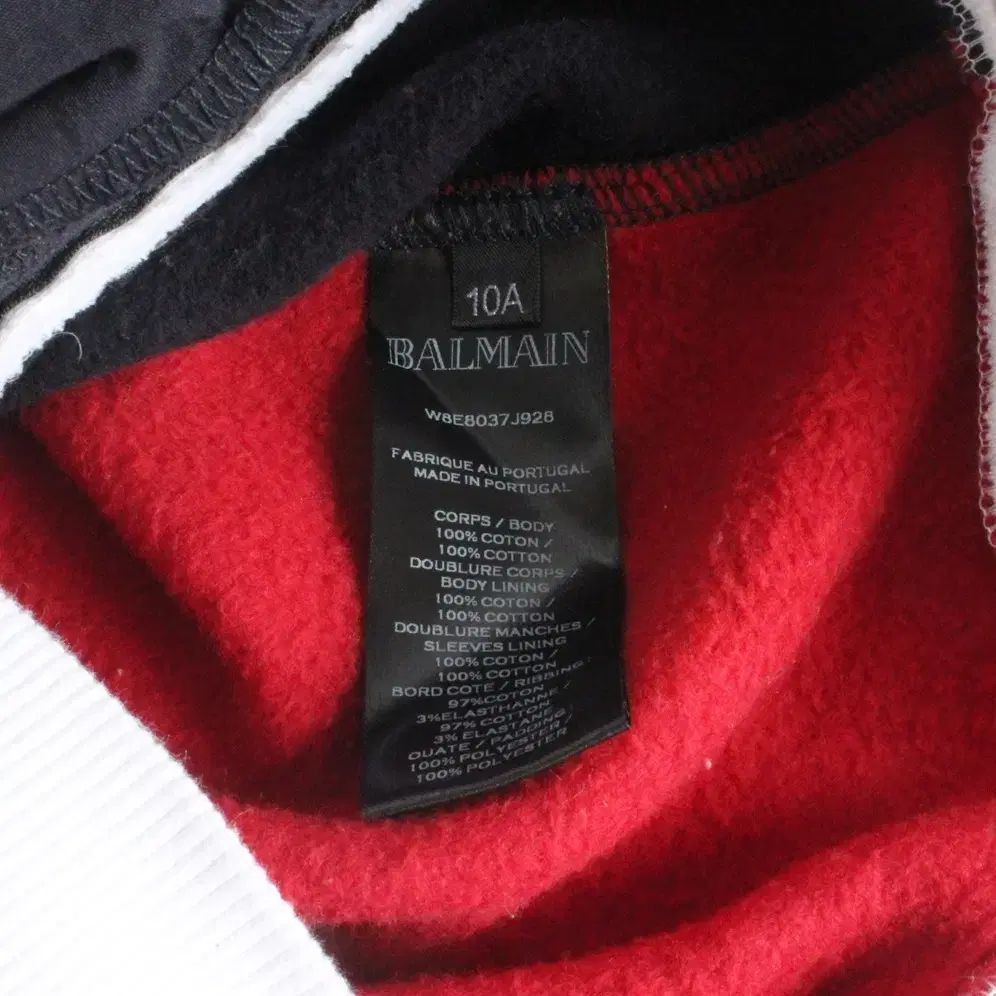 10A
BALMAIN
W8E8037J928
FABRIQUE AU PORTUGAL
MADE IN PORTUGAL
CORPS / BODY
100% COTON /
100% COTTON
DOUBLURE CORPS /
BODY LINING
100% COTON /
100% COTTON
DOUBLURE MANCHES /
SLEEVES LINING
100% COTON /
100% COTTON
BORD COTE / RIBBING:
97%COTON
3%ELASTHANNE /
97% COTTON
3% ELASTANE
OUATE / PADDING /
100% POLYESTER /
100% POLYESTER